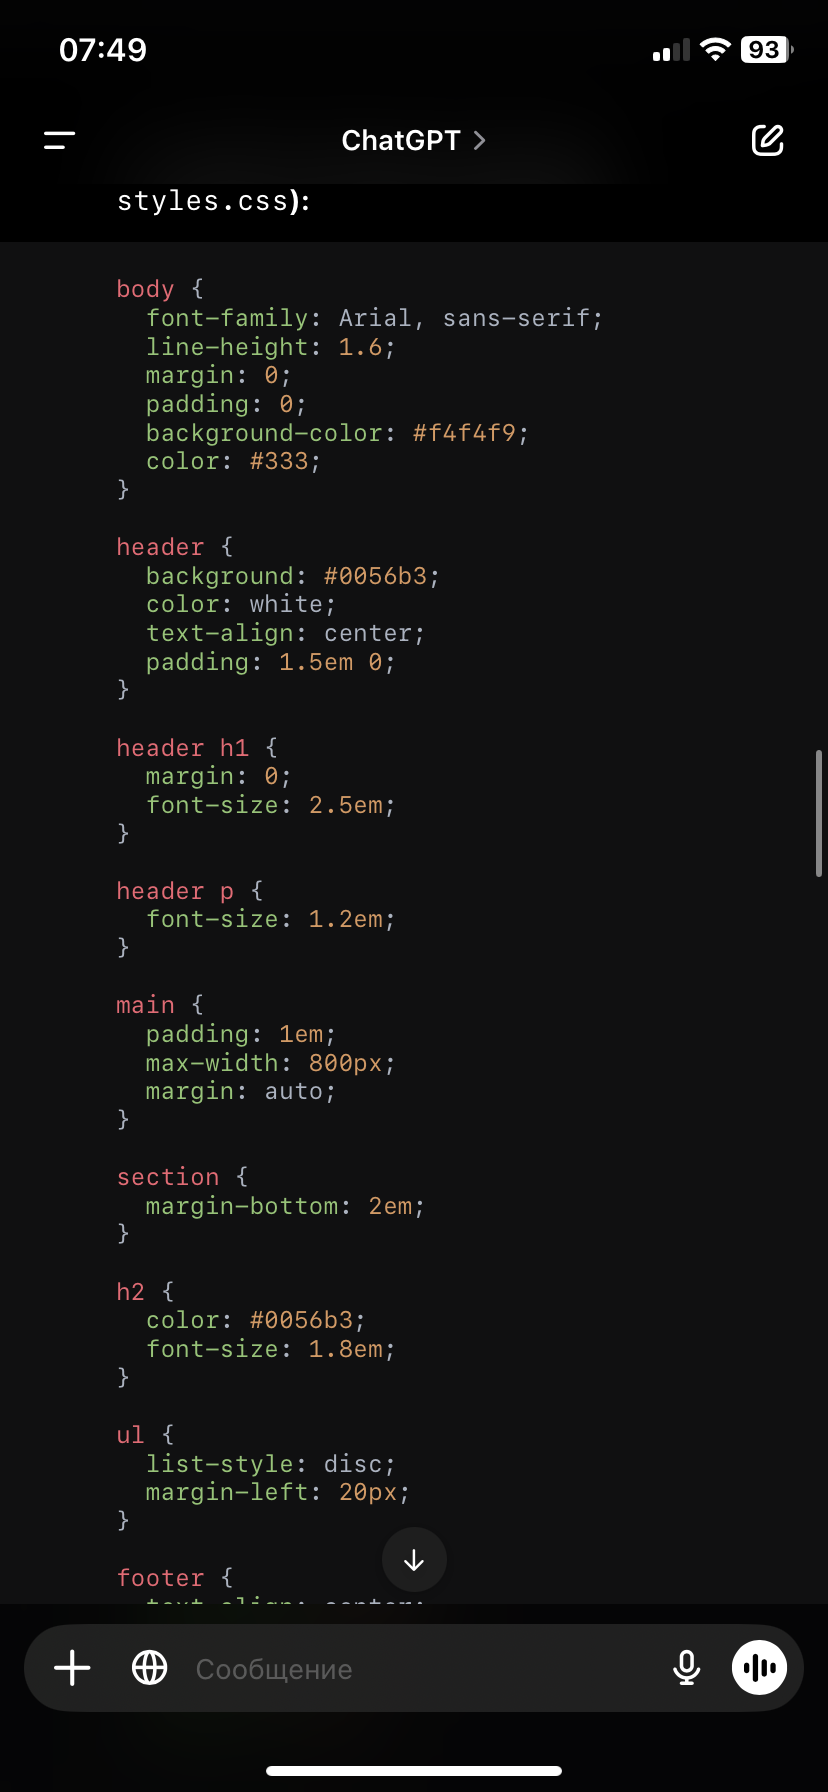 07:49
93
ChatGPT
styles.css):
body {
  font-family: Arial, sans-serif;
  line-height: 1.6;
  margin: 0;
  padding: 0;
  background-color: #f4f4f9;
  color: #333;
}
header {
  background: #0056b3;
  color: white;
  text-align: center;
  padding: 1.5em 0;
}
header h1 {
  margin: 0;
  font-size: 2.5em;
}
header p {
  font-size: 1.2em;
}
main {
  padding: 1em;
  max-width: 800px;
  margin: auto;
}
section {
  margin-bottom: 2em;
}
h2 {
  color: #0056b3;
  font-size: 1.8em;
}
ul {
  list-style: disc;
  margin-left: 20px;
}
footer {
  text-align: center;
Сообщение